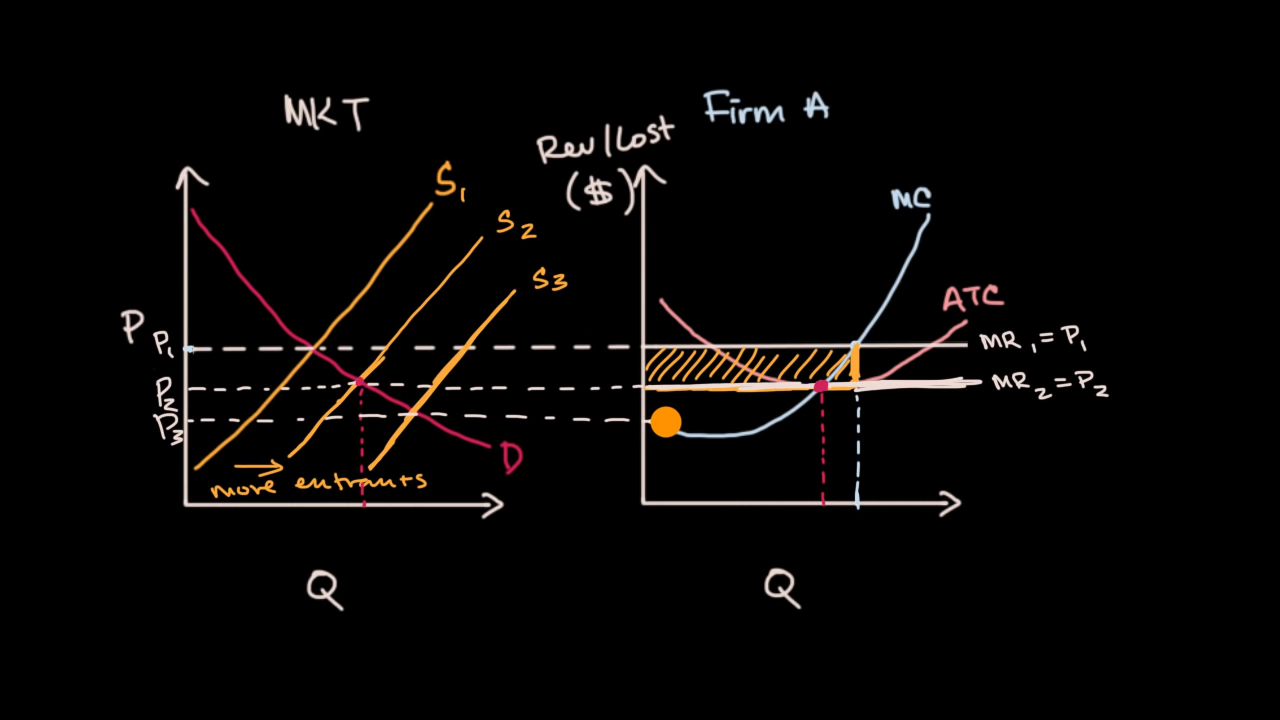 MKT
Firm A
Rev/Cost
($)
S1
MC
S2
S3
ATC
P
P1
MR1 = P1
P2
MR2 = P2
P3
D
more entrants
Q
Q